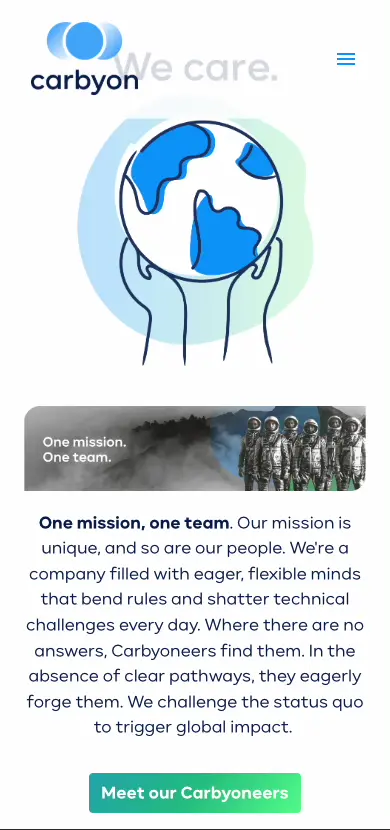 We care.
carbyon
One mission.
One team.
One mission, one team. Our mission is
unique, and so are our people. We're a
company filled with eager, flexible minds
that bend rules and shatter technical
challenges every day. Where there are no
answers, Carbyoneers find them. In the
absence of clear pathways, they eagerly
forge them. We challenge the status quo
to trigger global impact.
Meet our Carbyoneers